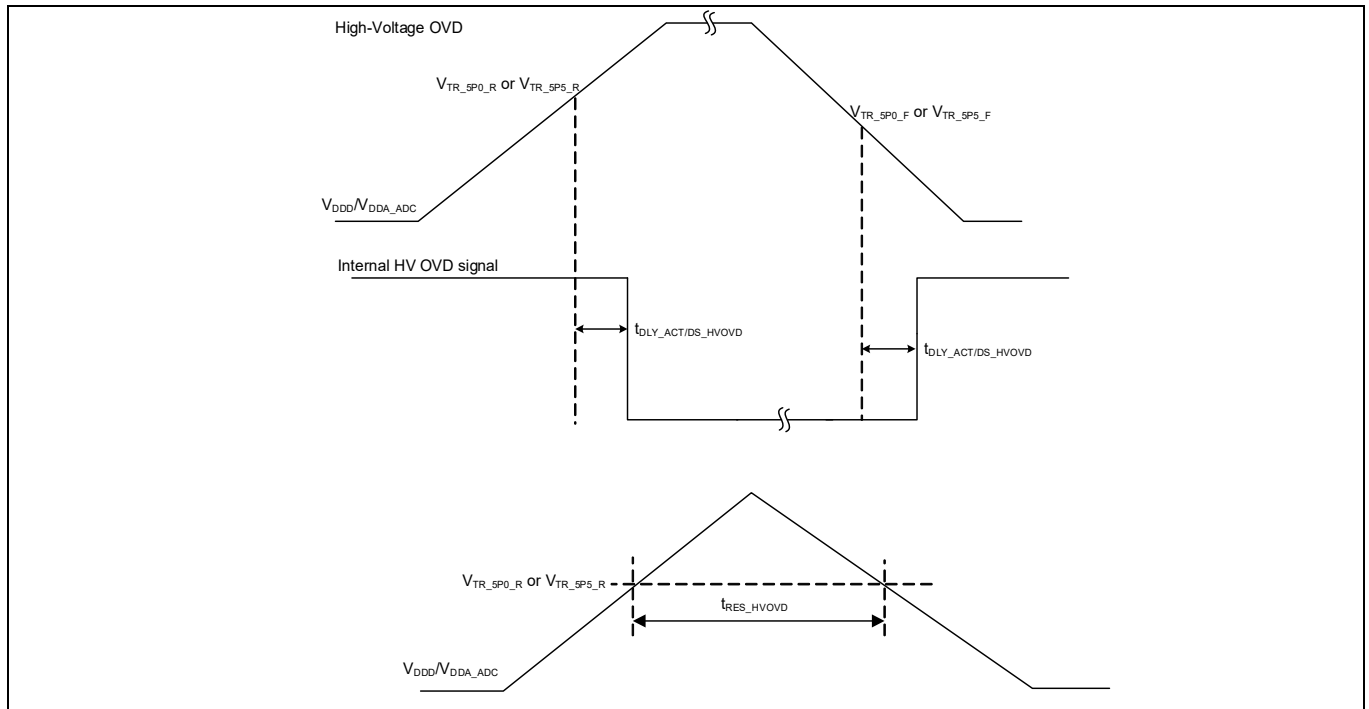 High-Voltage OVD
VTR_5P0_R or VTR_5P5_R
VTR_5P0_F or VTR_5P5_F
VDDD/VDDA_ADC
Internal HV OVD signal
tDLY_ACT/DS_HVOVD
tDLY_ACT/DS_HVOVD
VTR_5P0_R or VTR_5P5_R
tRES_HVOVD
VDDD/VDDA_ADC